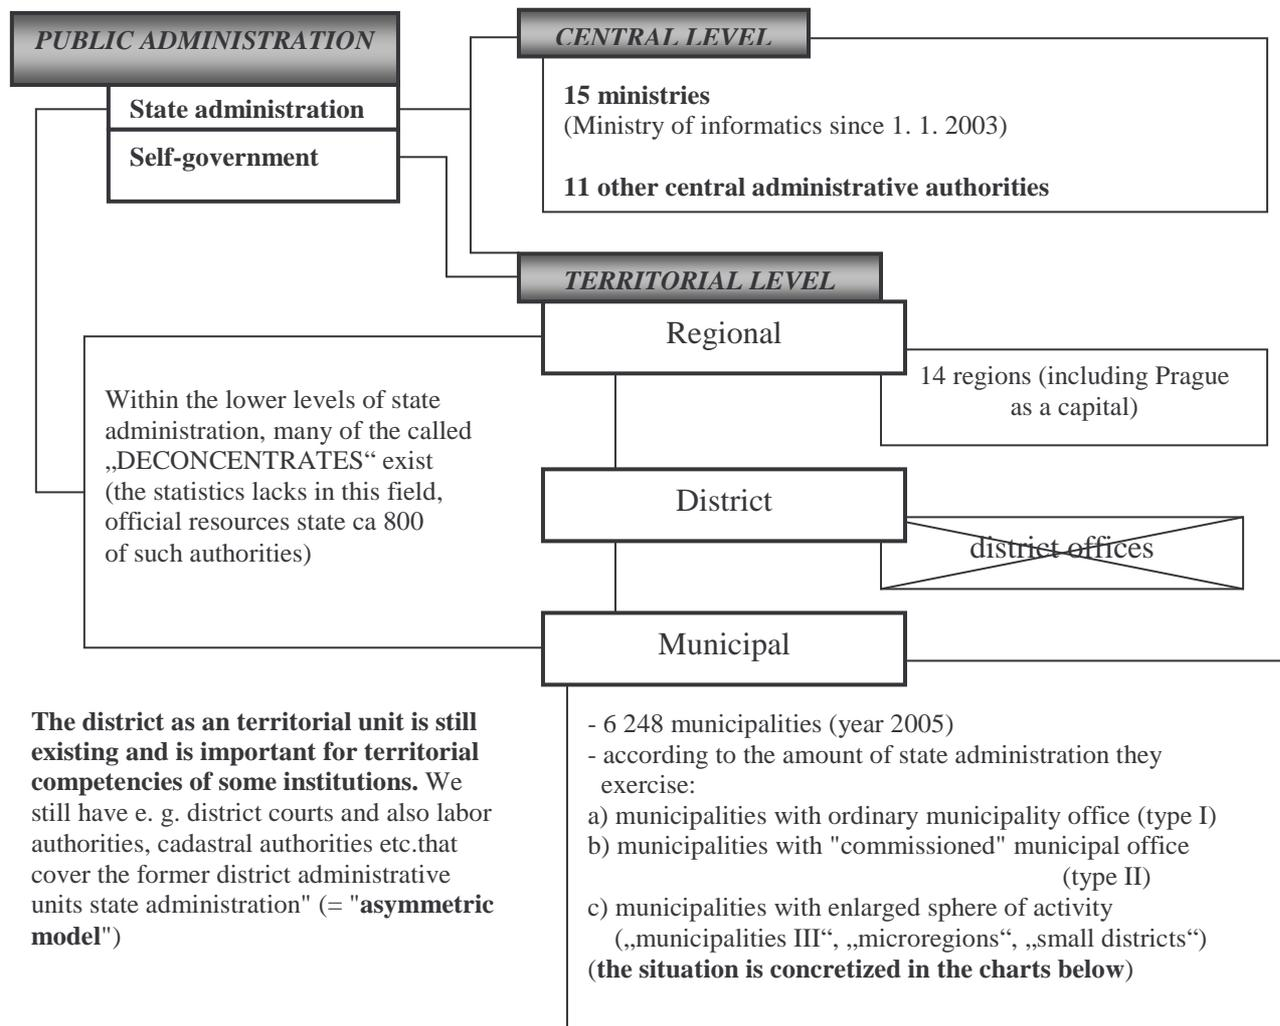 PUBLIC ADMINISTRATION
State administration
Self-government
CENTRAL LEVEL
15 ministries
(Ministry of informatics since 1. 1. 2003)
11 other central administrative authorities
TERRITORIAL LEVEL
Regional
14 regions (including Prague
as a capital)
Within the lower levels of state
administration, many of the called
„DECONCENTRATES“ exist
(the statistics lacks in this field,
official resources state ca 800
of such authorities)
District
district offices
Municipal
The district as an territorial unit is still
existing and is important for territorial
competencies of some institutions. We
still have e. g. district courts and also labor
authorities, cadastral authorities etc.that
cover the former district administrative
units state administration" (= "asymmetric
model")
- 6 248 municipalities (year 2005)
- according to the amount of state administration they
exercise:
a) municipalities with ordinary municipality office (type I)
b) municipalities with "commissioned" municipal office
(type II)
c) municipalities with enlarged sphere of activity
(„municipalities III“, „microregions“, „small districts“)
(the situation is concretized in the charts below)